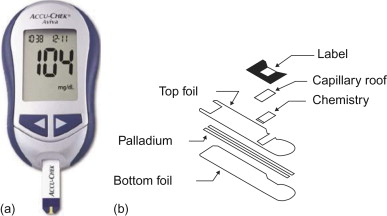 ACCU-CHEK®
Aviva
10:38 12-11
104
mg/dL
ACCU-CHEK
(a)
Label
Capillary roof
Chemistry
Top foil
Palladium
Bottom foil
(b)